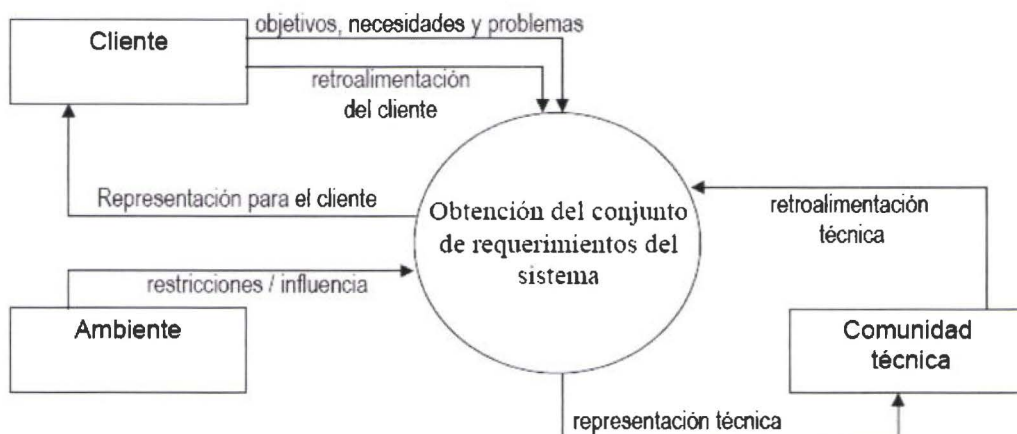 objetivos, necesidades y problemas
Cliente
retroalimentación
del cliente
Representación para el cliente
Obtención del conjunto
de requerimientos del
sistema
retroalimentación
técnica
restricciones / influencia
Ambiente
Comunidad
técnica
representación técnica